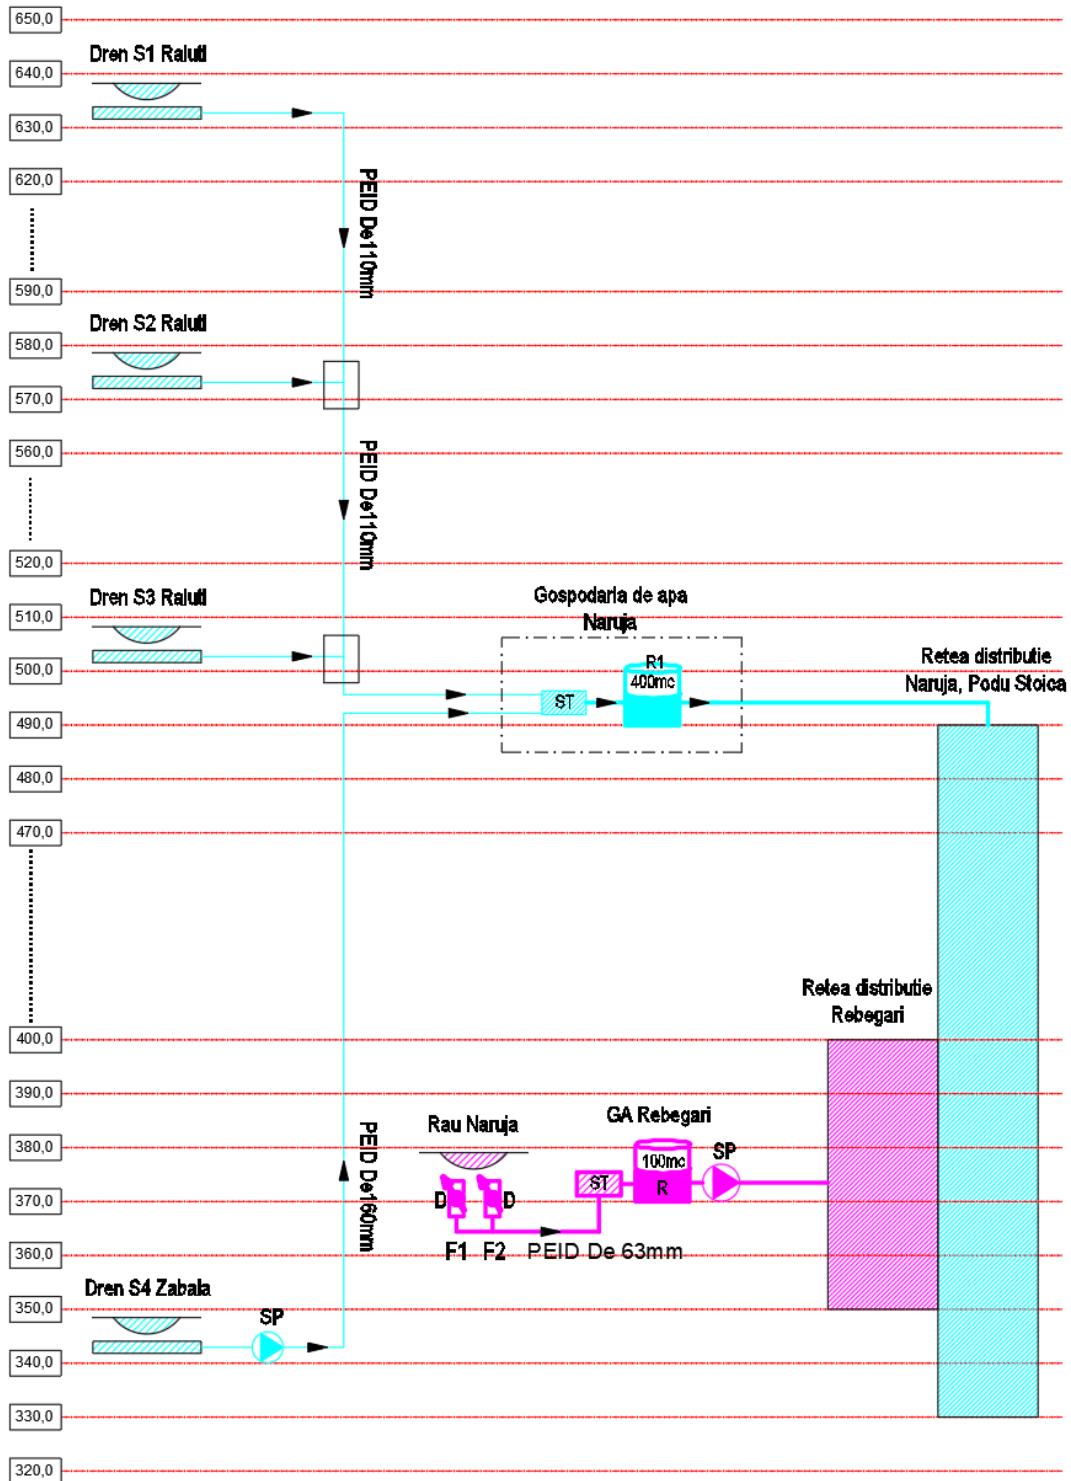 650,0
Dren S1 Raiuti
640,0
630,0
620,0
PEID De110mm
590,0
Dren S2 Raiuti
580,0
570,0
560,0
PEID De110mm
520,0
Dren S3 Raiuti
510,0
Gospodaria de apa
Naruja
500,0
R1
400mc
Retea distributie
Naruja, Podu Stoica
ST
490,0
480,0
470,0
Retea distributie
Rebegari
400,0
390,0
Rau Naruja
GA Rebegari
380,0
PEID De160mm
100mc
SP
370,0
D
D
ST
R
360,0
F1 F2 PEID De 63mm
Dren S4 Zabala
350,0
SP
340,0
330,0
320,0